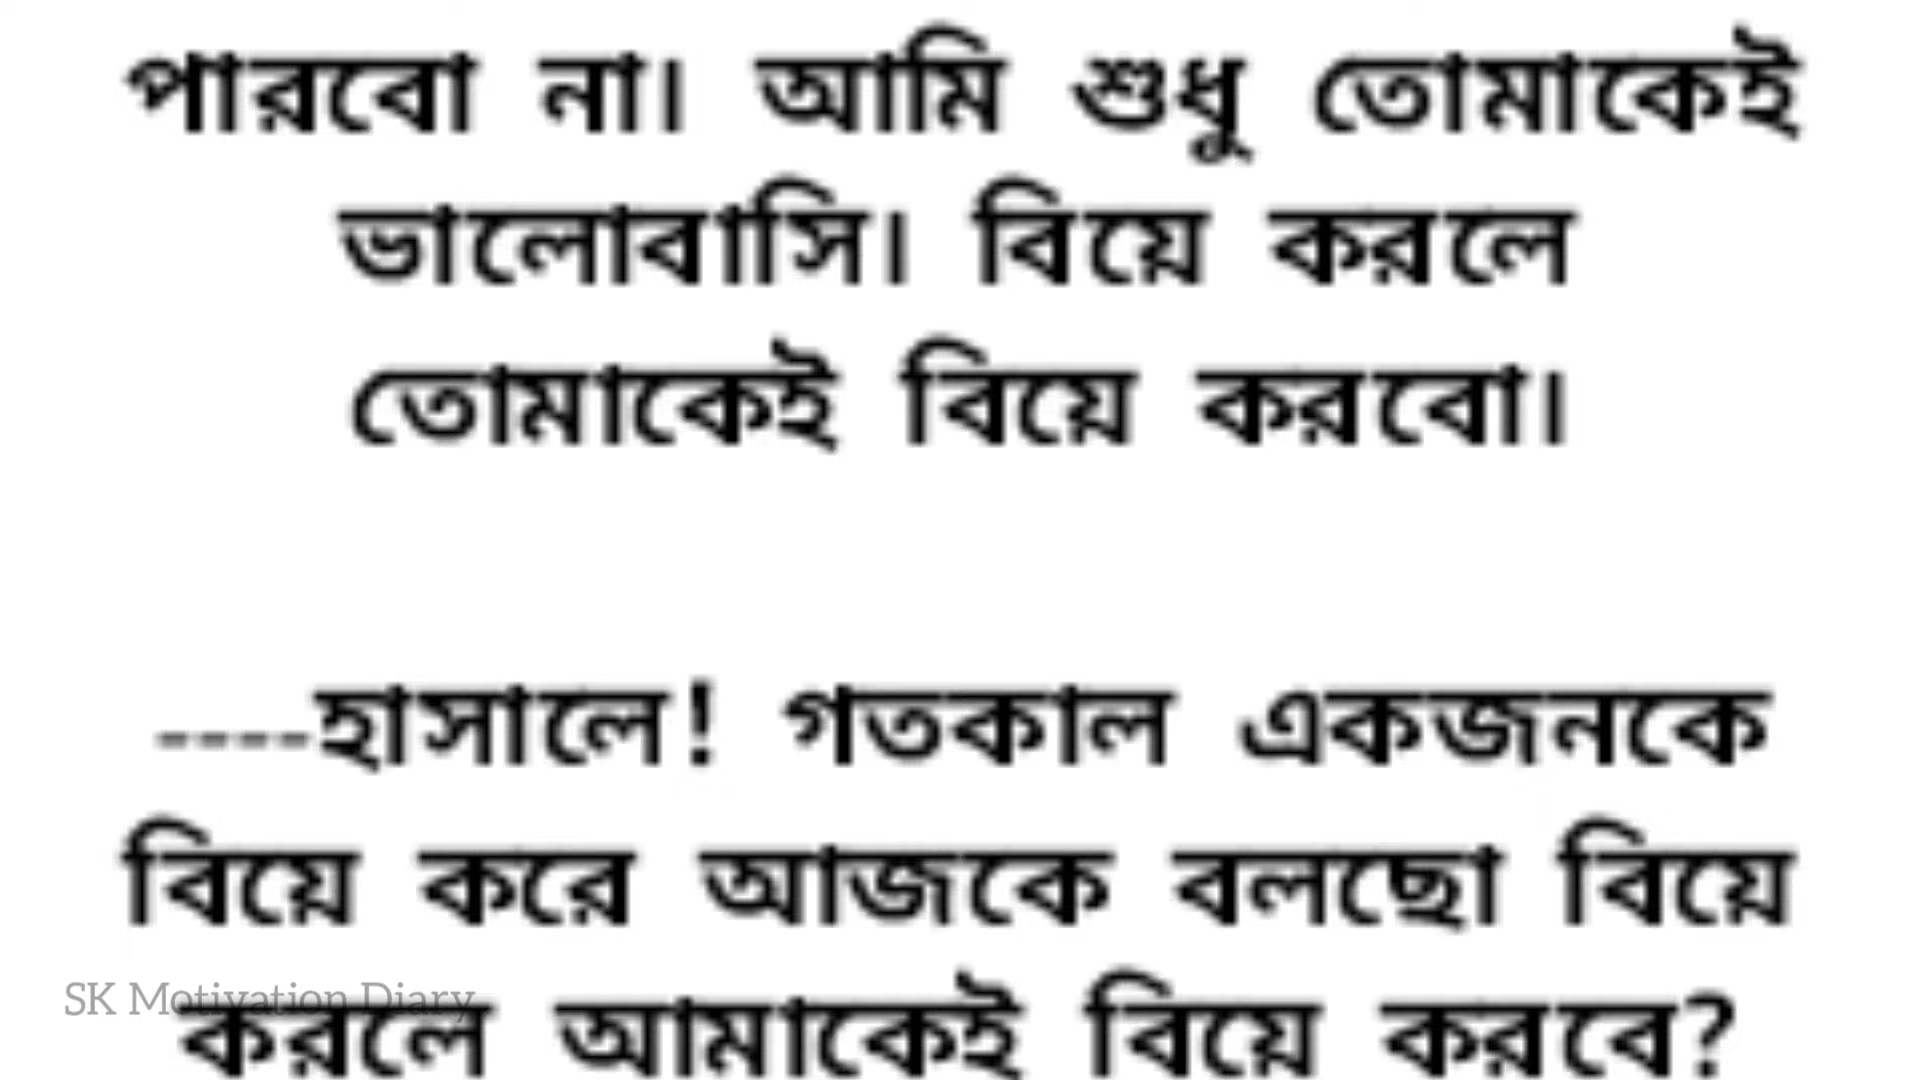 পারবো না। আমি শুধু তোমাকেই
ভালোবাসি। বিয়ে করলে
তোমাকেই বিয়ে করবো।
----হাসালে! গতকাল একজনকে
বিয়ে করে আজকে বলছো বিয়ে
SK Motivation Diary
করলে আমাকেই বিয়ে করবে?